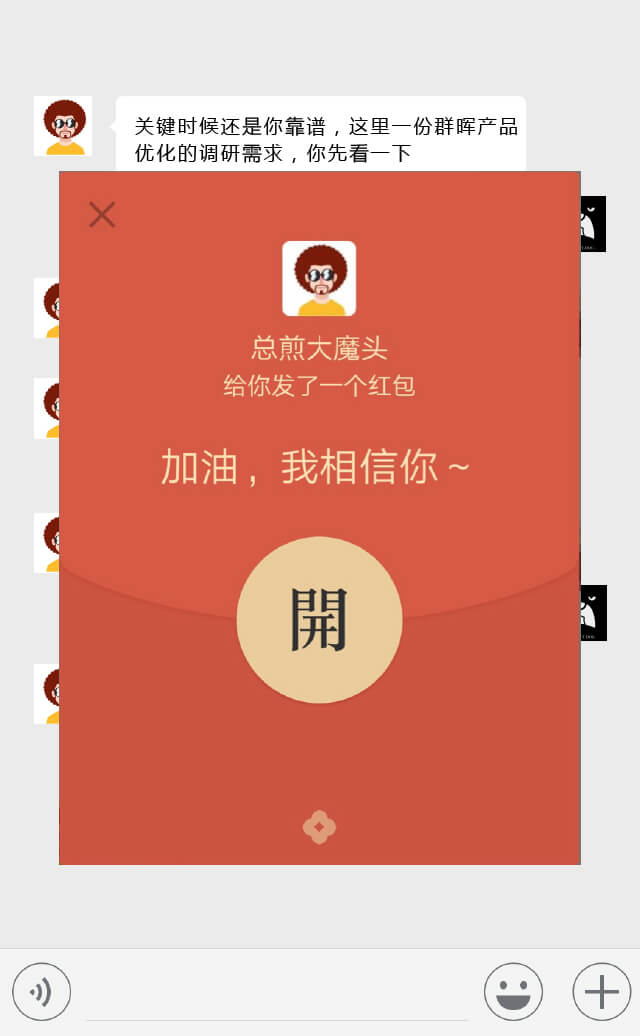 关键时候还是你靠谱，这里一份群晖产品
优化的调研需求，你先看一下
总煎大魔头
给你发了一个红包
加油，我相信你~
開